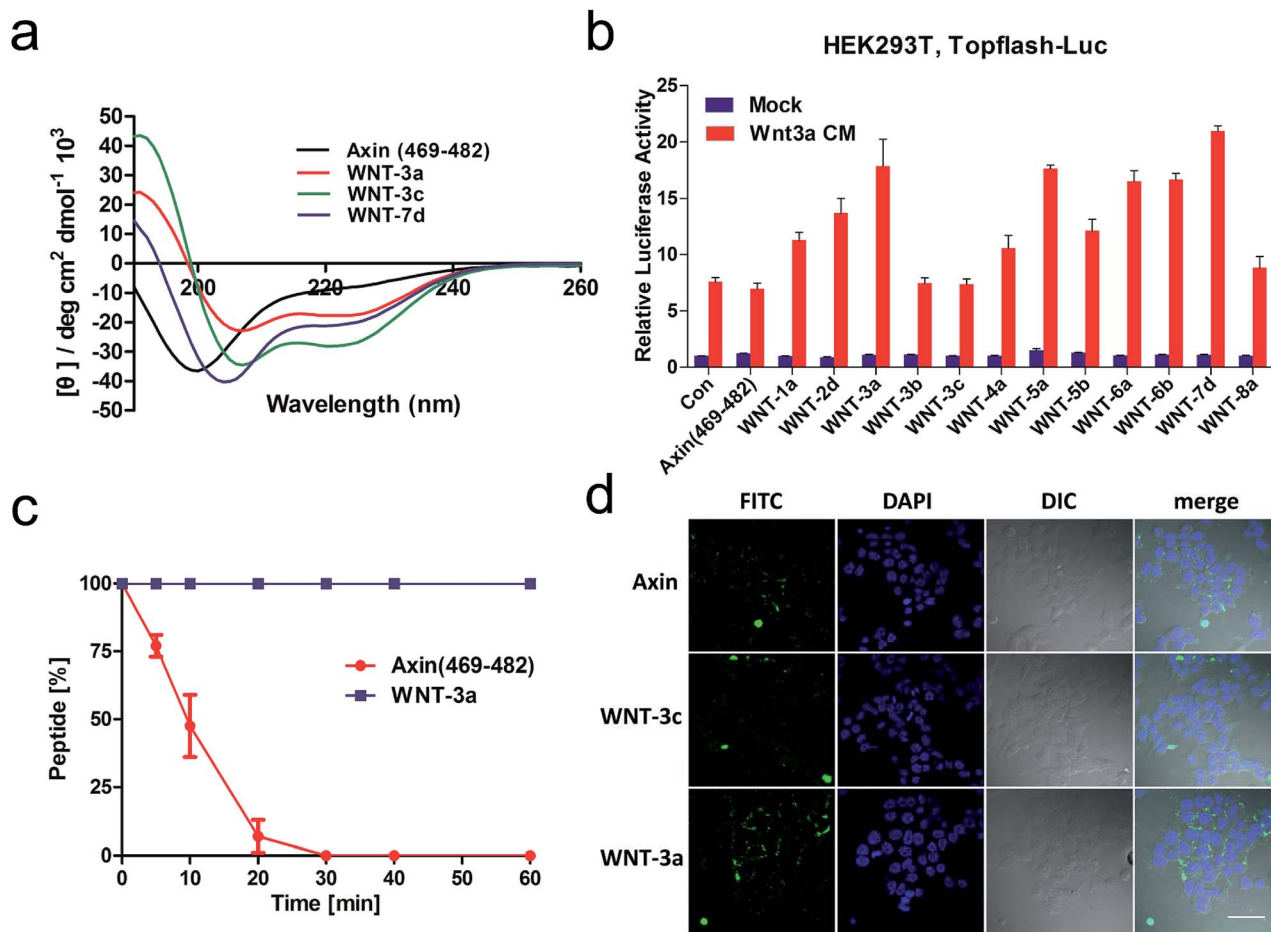 a
50
40
30
20
10
0
-10
-20
-30
-40
-50
[θ] / deg cm² dmol⁻¹ 10³
200
220
240
260
Wavelength (nm)
Axin (469-482)
WNT-3a
WNT-3c
WNT-7d
b
HEK293T, Topflash-Luc
25
20
15
10
5
0
Relative Luciferase Activity
Mock
Wnt3a CM
Con
Axin(469-482)
WNT-1a
WNT-2d
WNT-3a
WNT-3b
WNT-3c
WNT-4a
WNT-5a
WNT-5b
WNT-6a
WNT-6b
WNT-7d
WNT-8a
c
100
75
50
25
0
Peptide [%]
0
10
20
30
40
50
60
Time [min]
Axin(469-482)
WNT-3a
d
FITC DAPI DIC merge
Axin
WNT-3c
WNT-3a